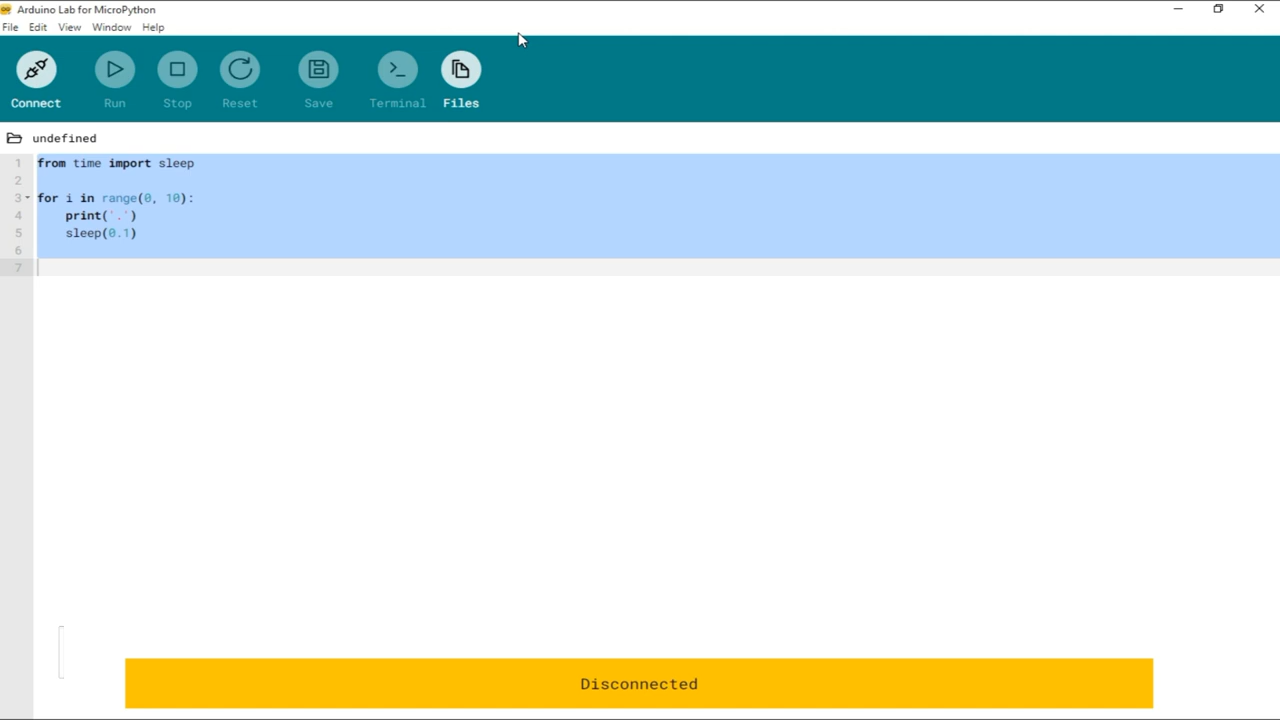 Arduino Lab for MicroPython
File Edit View Window Help
Connect Run Stop Reset Save Terminal Files
undefined
1 from time import sleep
2
3 for i in range(0, 10):
4     print('.')
5     sleep(0.1)
6
7
Disconnected